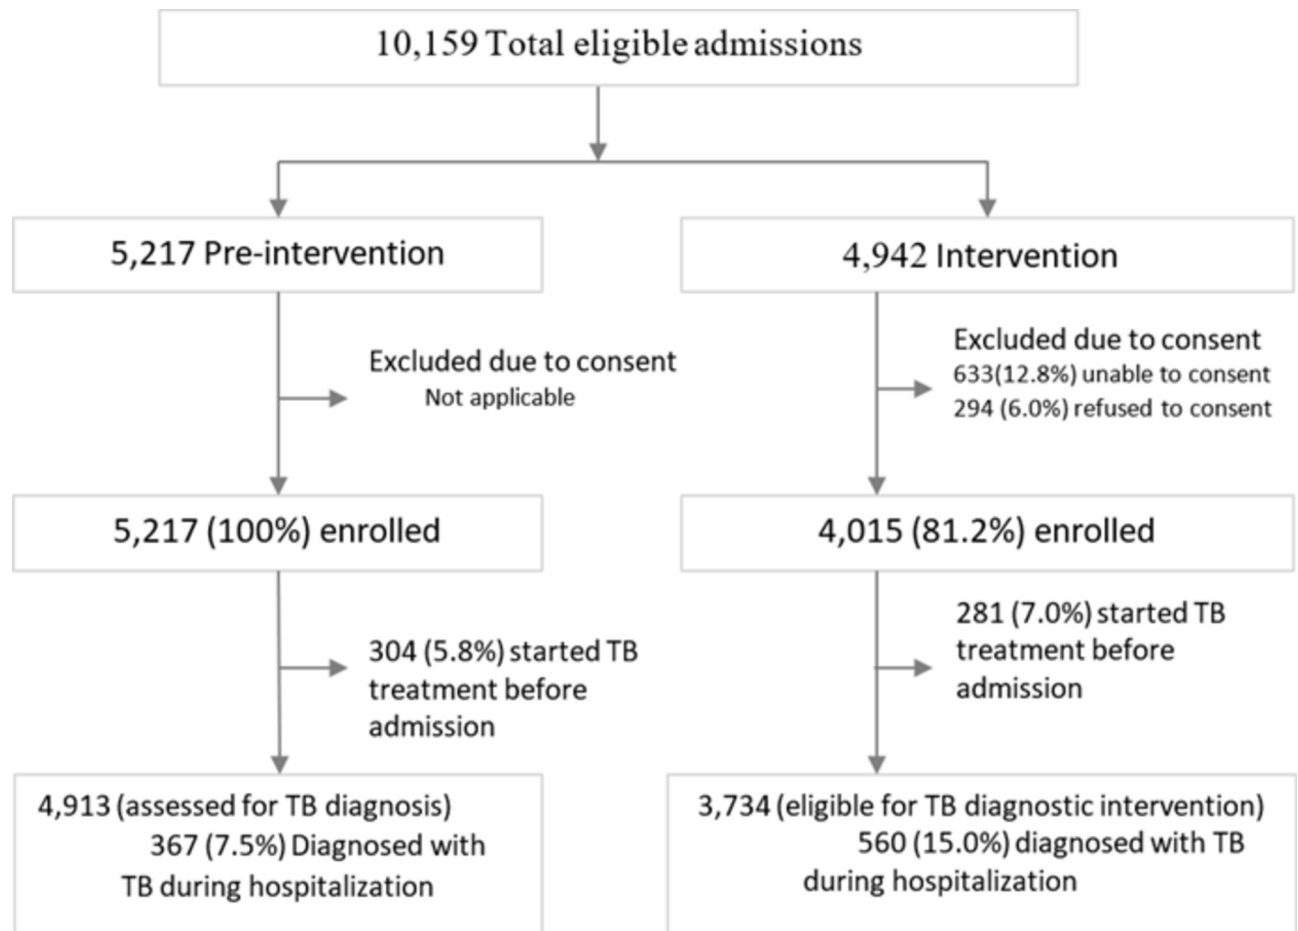 10,159 Total eligible admissions
5,217 Pre-intervention
4,942 Intervention
Excluded due to consent
Not applicable
Excluded due to consent
633(12.8%) unable to consent
294 (6.0%) refused to consent
5,217 (100%) enrolled
4,015 (81.2%) enrolled
304 (5.8%) started TB
treatment before
admission
281 (7.0%) started TB
treatment before
admission
4,913 (assessed for TB diagnosis)
367 (7.5%) Diagnosed with
TB during hospitalization
3,734 (eligible for TB diagnostic intervention)
560 (15.0%) diagnosed with TB
during hospitalization